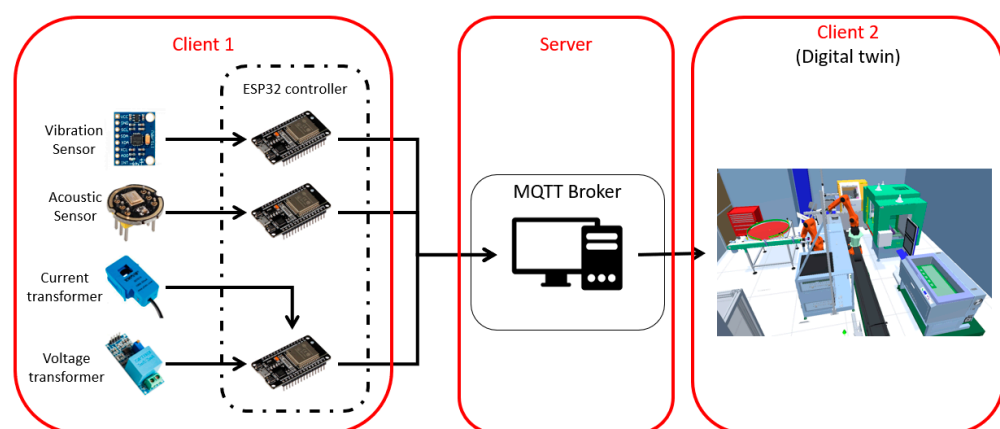 Client 1
Server
Client 2
(Digital twin)
ESP32 controller
Vibration
Sensor
Acoustic
Sensor
Current
transformer
Voltage
transformer
MQTT Broker